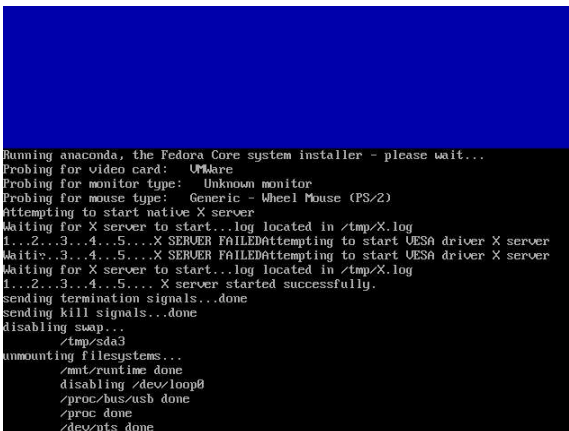 Running anaconda, the Fedora Core system installer - please wait...
Probing for video card:   VMWare
Probing for monitor type:   Unknown monitor
Probing for mouse type:   Generic - Wheel Mouse (PS/2)
Attempting to start native X server
Waiting for X server to start...log located in /tmp/X.log
1...2...3...4...5....X SERVER FAILEDAttempting to start VESA driver X server
Waitin..3...4...5....X SERVER FAILEDAttempting to start VESA driver X server
Waiting for X server to start...log located in /tmp/X.log
1...2...3...4...5.... X server started successfully.
sending termination signals...done
sending kill signals...done
disabling swap...
        /tmp/sda3
unmounting filesystems...
        /mnt/runtime done
        disabling /dev/loop0
        /proc/bus/usb done
        /proc done
        /dev/pts done